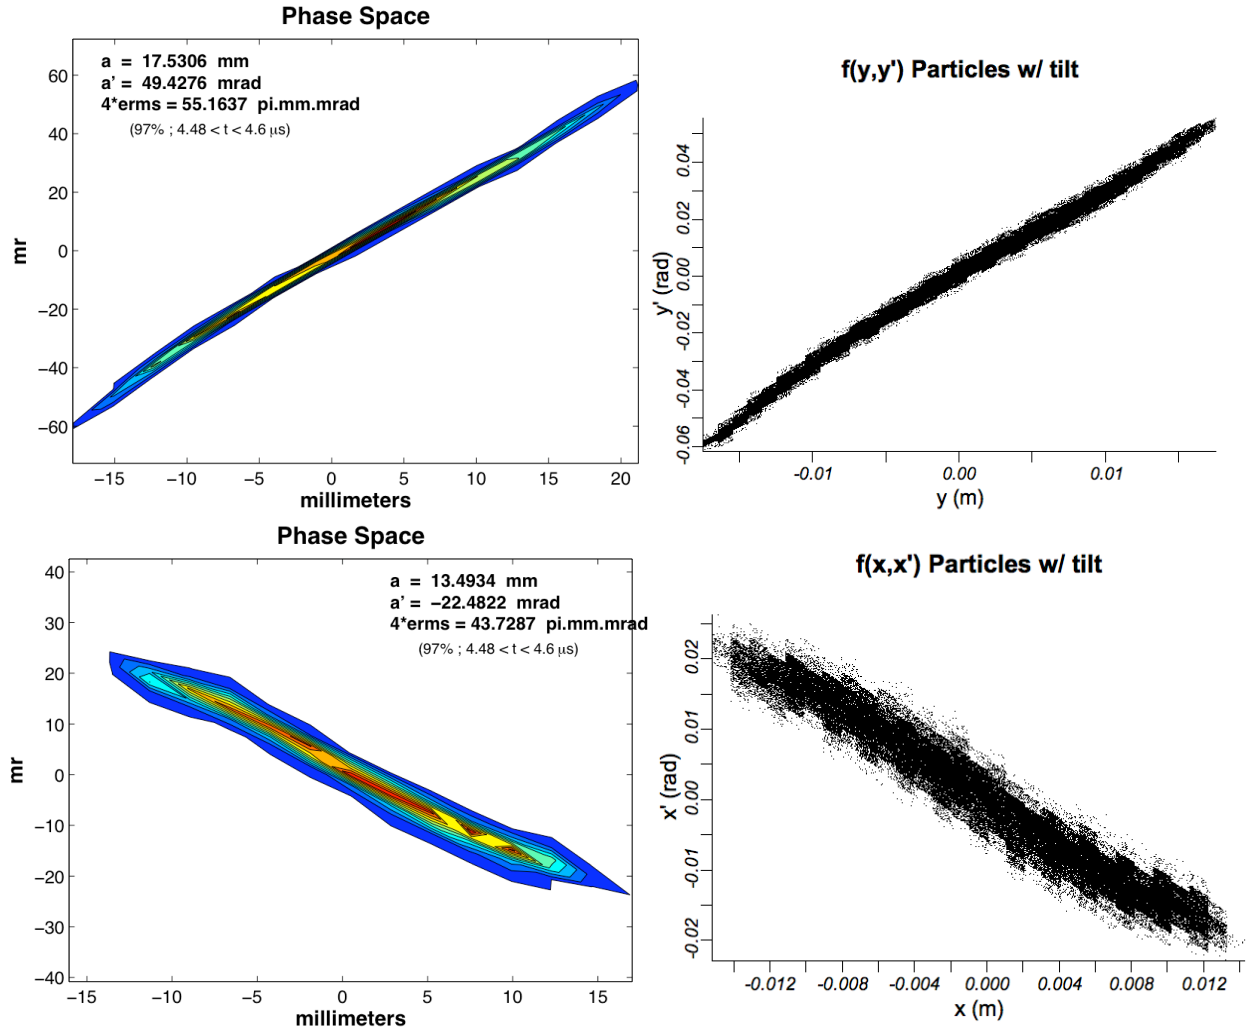 Phase Space
a = 17.5306 mm
a' = 49.4276 mrad
4*erms = 55.1637 pi.mm.mrad
(97% ; 4.48 < t < 4.6 μs)
60
40
20
0
−20
−40
−60
mr
−15 −10 −5 0 5 10 15 20
millimeters
f(y,y') Particles w/ tilt
0.04
0.02
0.00
-0.02
-0.04
-0.06
y' (rad)
-0.01 0.00 0.01
y (m)
Phase Space
a = 13.4934 mm
a' = −22.4822 mrad
4*erms = 43.7287 pi.mm.mrad
(97% ; 4.48 < t < 4.6 μs)
40
30
20
10
0
−10
−20
−30
−40
mr
−15 −10 −5 0 5 10 15
millimeters
f(x,x') Particles w/ tilt
0.02
0.01
0.00
-0.01
-0.02
x' (rad)
-0.012 -0.008 -0.004 0.000 0.004 0.008 0.012
x (m)